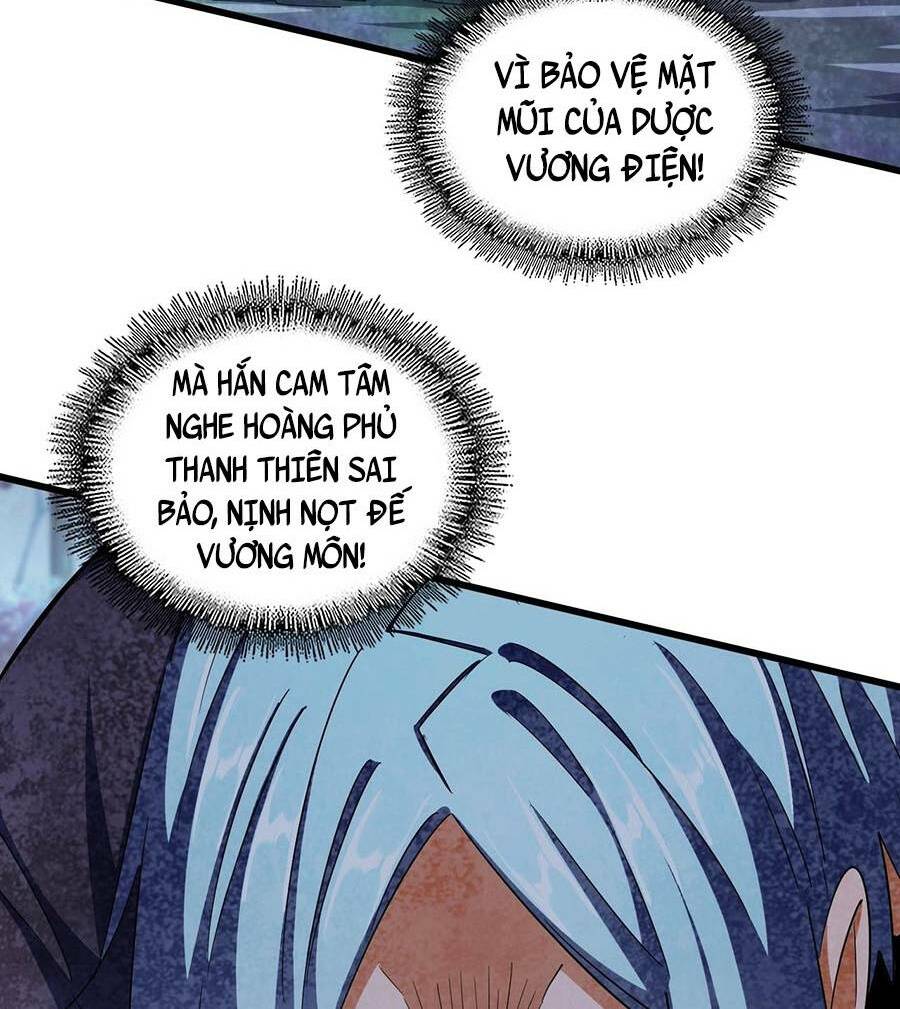 VÌ BẢO VỆ MẶT
MŨI CỦA DƯỢC
VƯƠNG ĐIỆN!
MÀ HẮN CAM TÂM
NGHE HOÀNG PHỦ
THANH THIÊN SAI
BẢO, NỊNH NỌT ĐẾ
VƯƠNG MÔN!